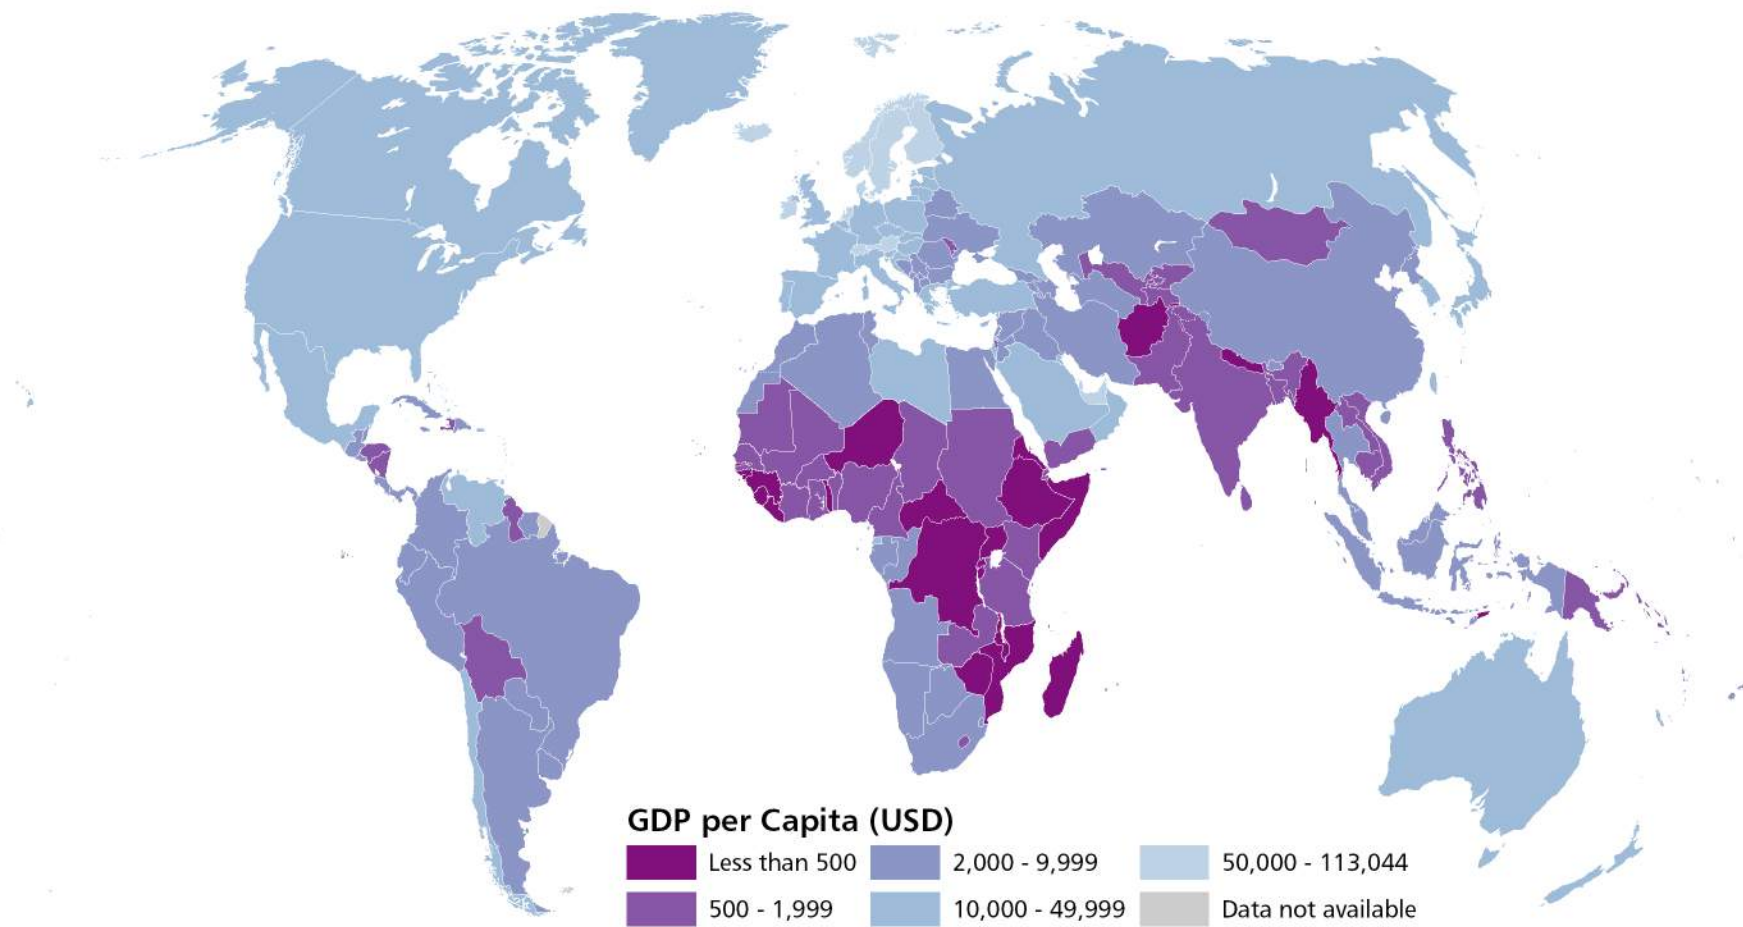 GDP per Capita (USD)
Less than 500
2,000 - 9,999
50,000 - 113,044
500 - 1,999
10,000 - 49,999
Data not available